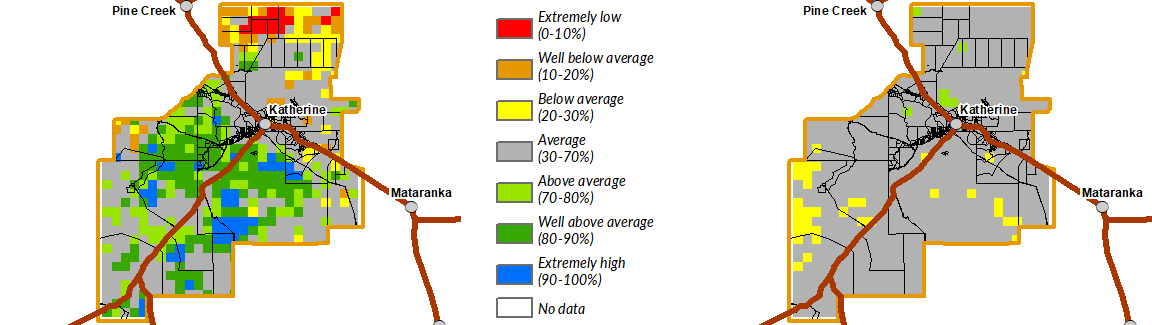 Pine Creek
Katherine
Mataranka
Extremely low
(0-10%)
Well below average
(10-20%)
Below average
(20-30%)
Average
(30-70%)
Above average
(70-80%)
Well above average
(80-90%)
Extremely high
(90-100%)
No data
Pine Creek
Katherine
Mataranka